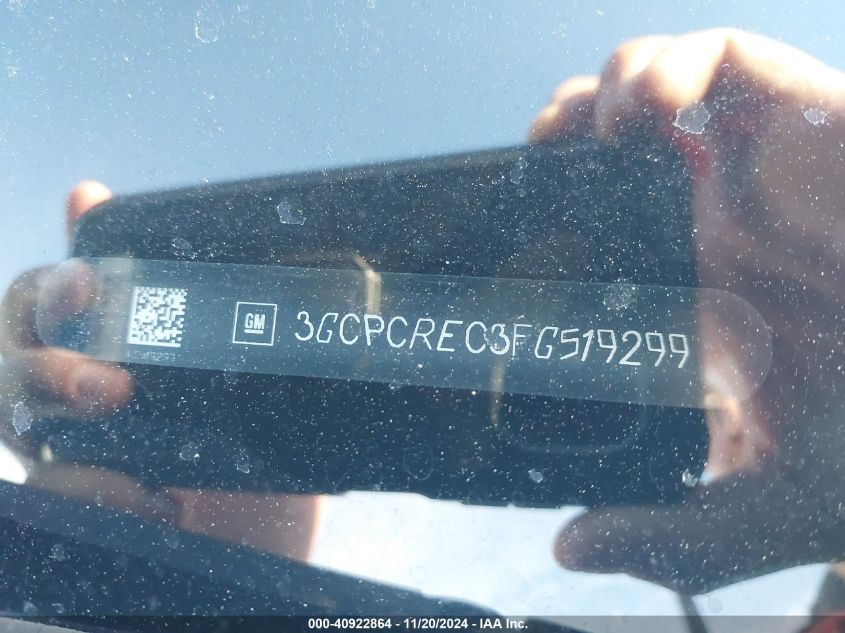 GM 3GCPCREC3FG519299
000-40922864 - 11/20/2024 - IAA Inc.